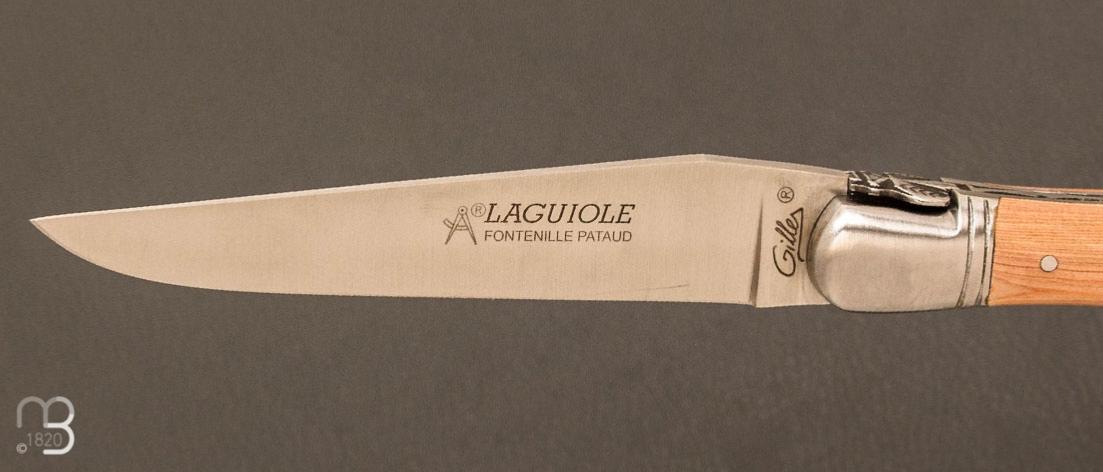 ® LAGUIOLE
FONTENILLE PATAUD
Gilles ®
©1820